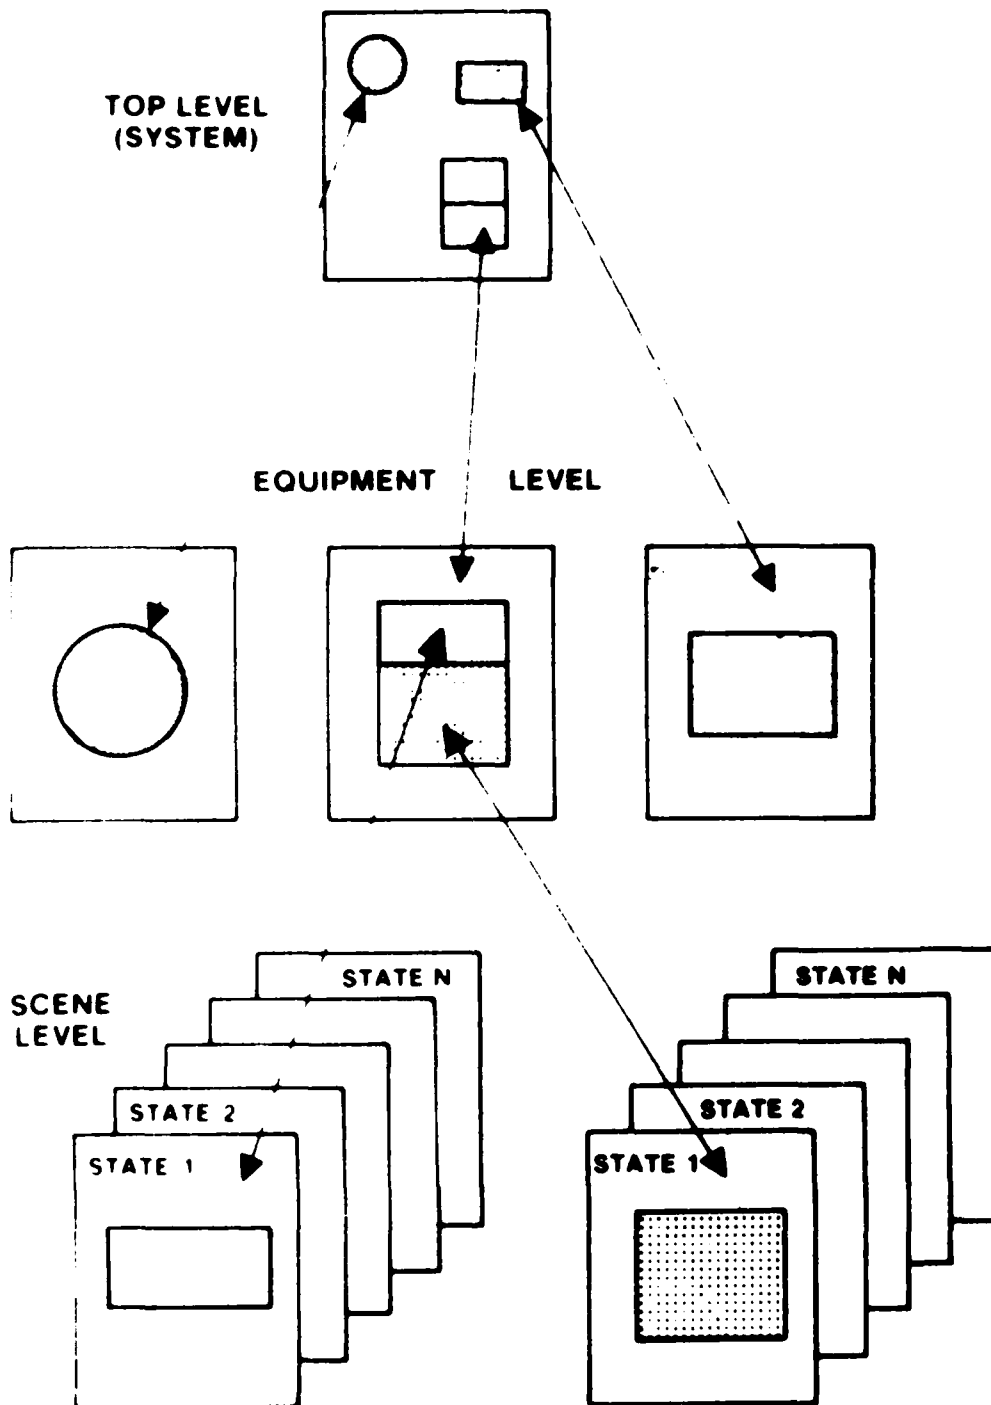 TOP LEVEL
(SYSTEM)
EQUIPMENT LEVEL
SCENE
LEVEL
STATE N
STATE 2
STATE 1
STATE N
STATE 2
STATE 1